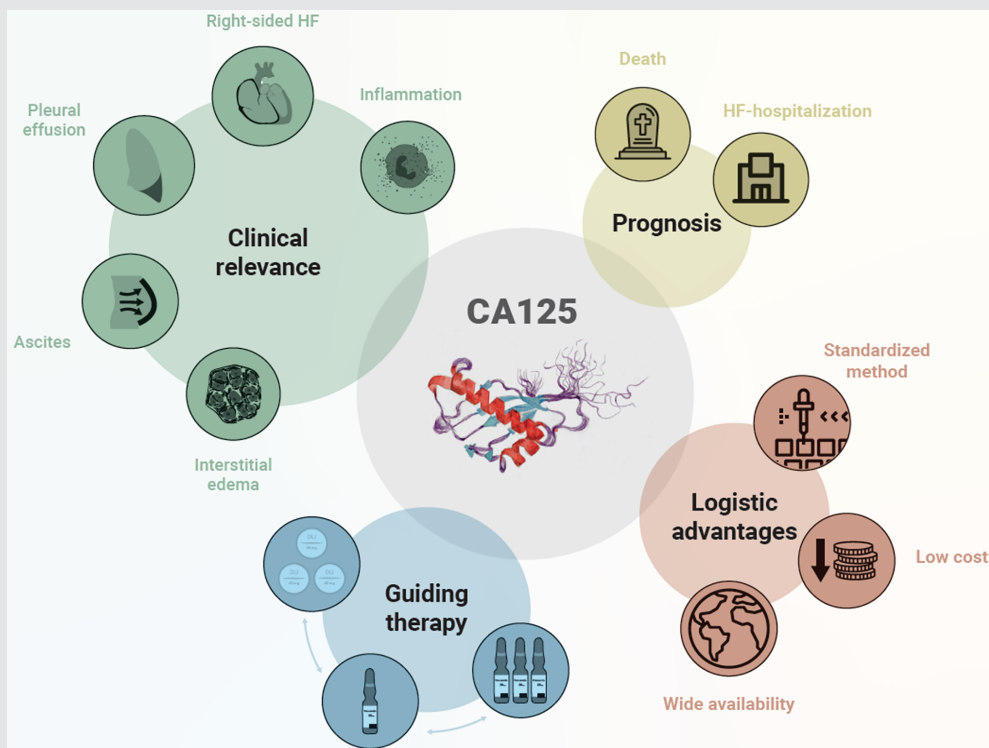 Right-sided HF
Inflammation
Pleural
effusion
Clinical
relevance
Ascites
Interstitial
edema
Death
HF-hospitalization
Prognosis
CA125
Standardized
method
Logistic
advantages
Low cost
Wide availability
Guiding
therapy